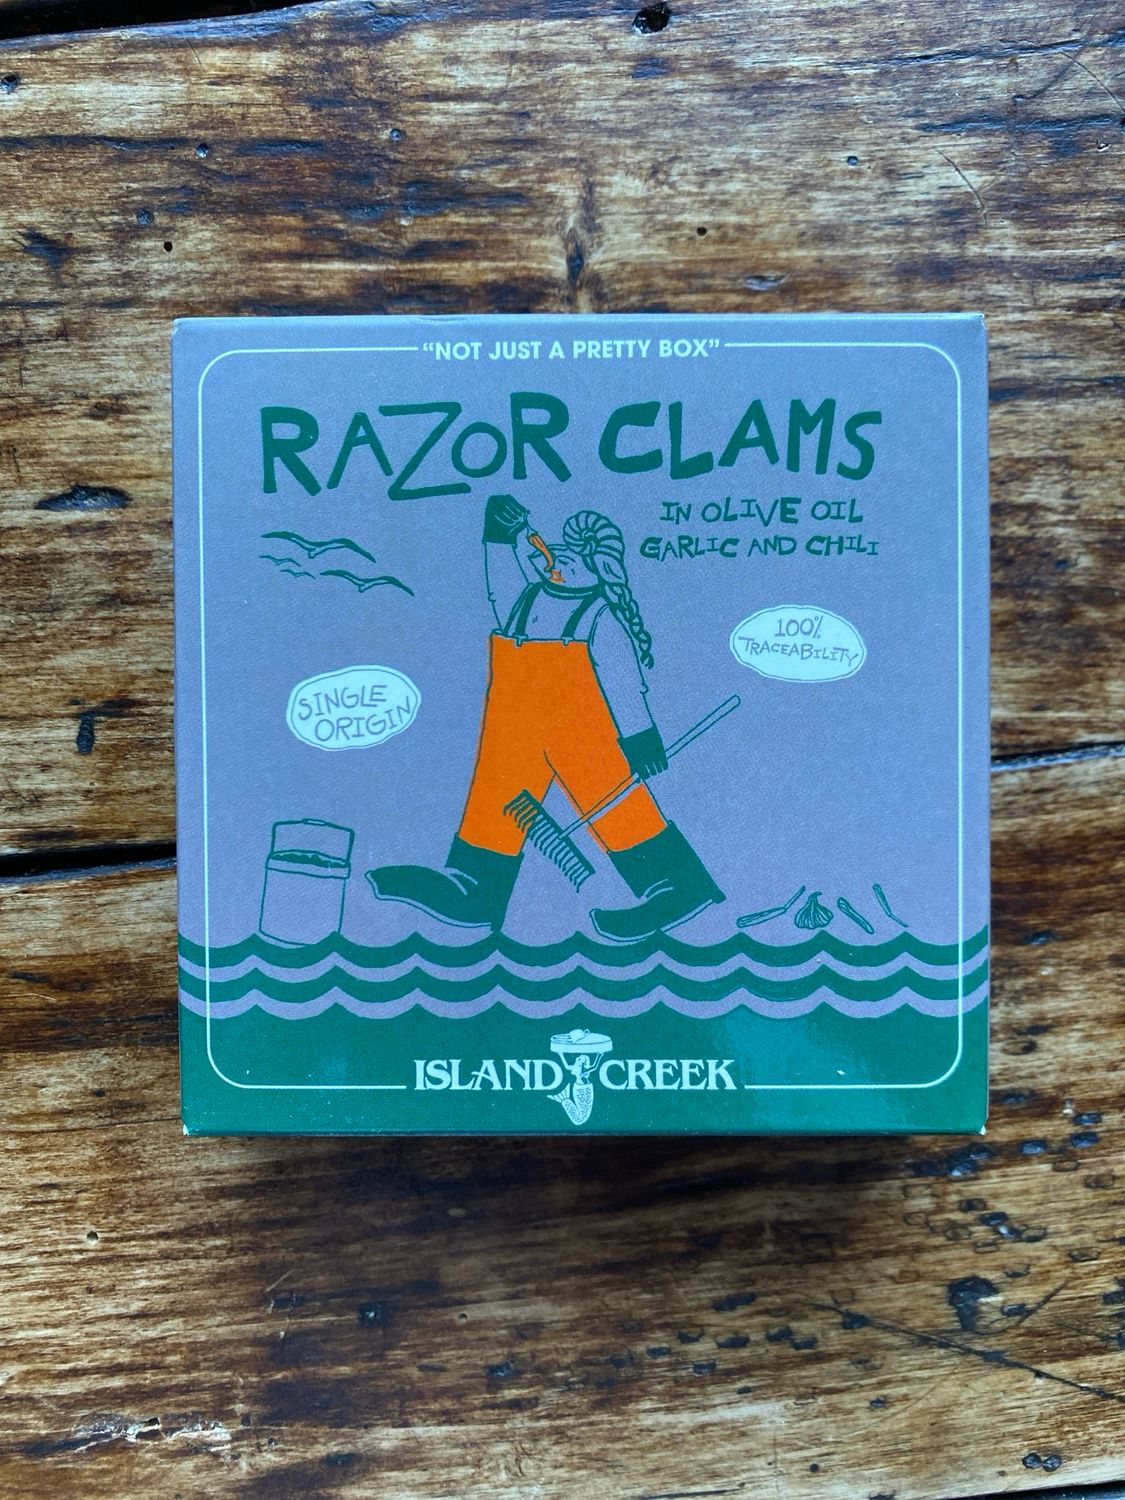 “NOT JUST A PRETTY BOX”
RAZOR CLAMS
IN OLIVE OIL
GARLIC AND CHILI
100%
TRACEABILITY
SINGLE
ORIGIN
ISLAND CREEK